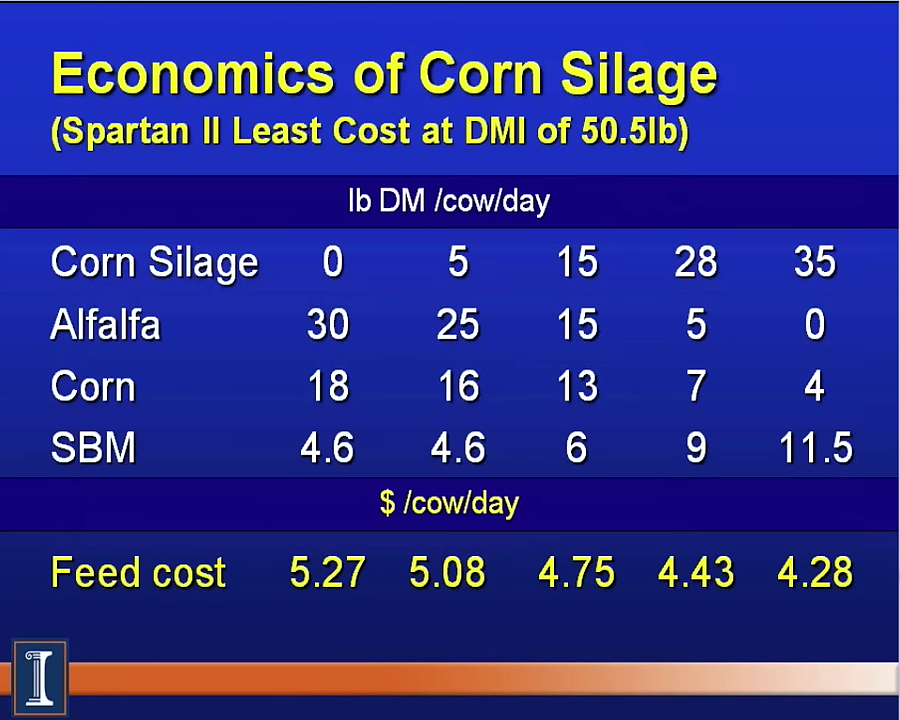 Economics of Corn Silage
(Spartan II Least Cost at DMI of 50.5lb)
lb DM /cow/day
Corn Silage 0 5 15 28 35
Alfalfa 30 25 15 5 0
Corn 18 16 13 7 4
SBM 4.6 4.6 6 9 11.5
$ /cow/day
Feed cost 5.27 5.08 4.75 4.43 4.28
I